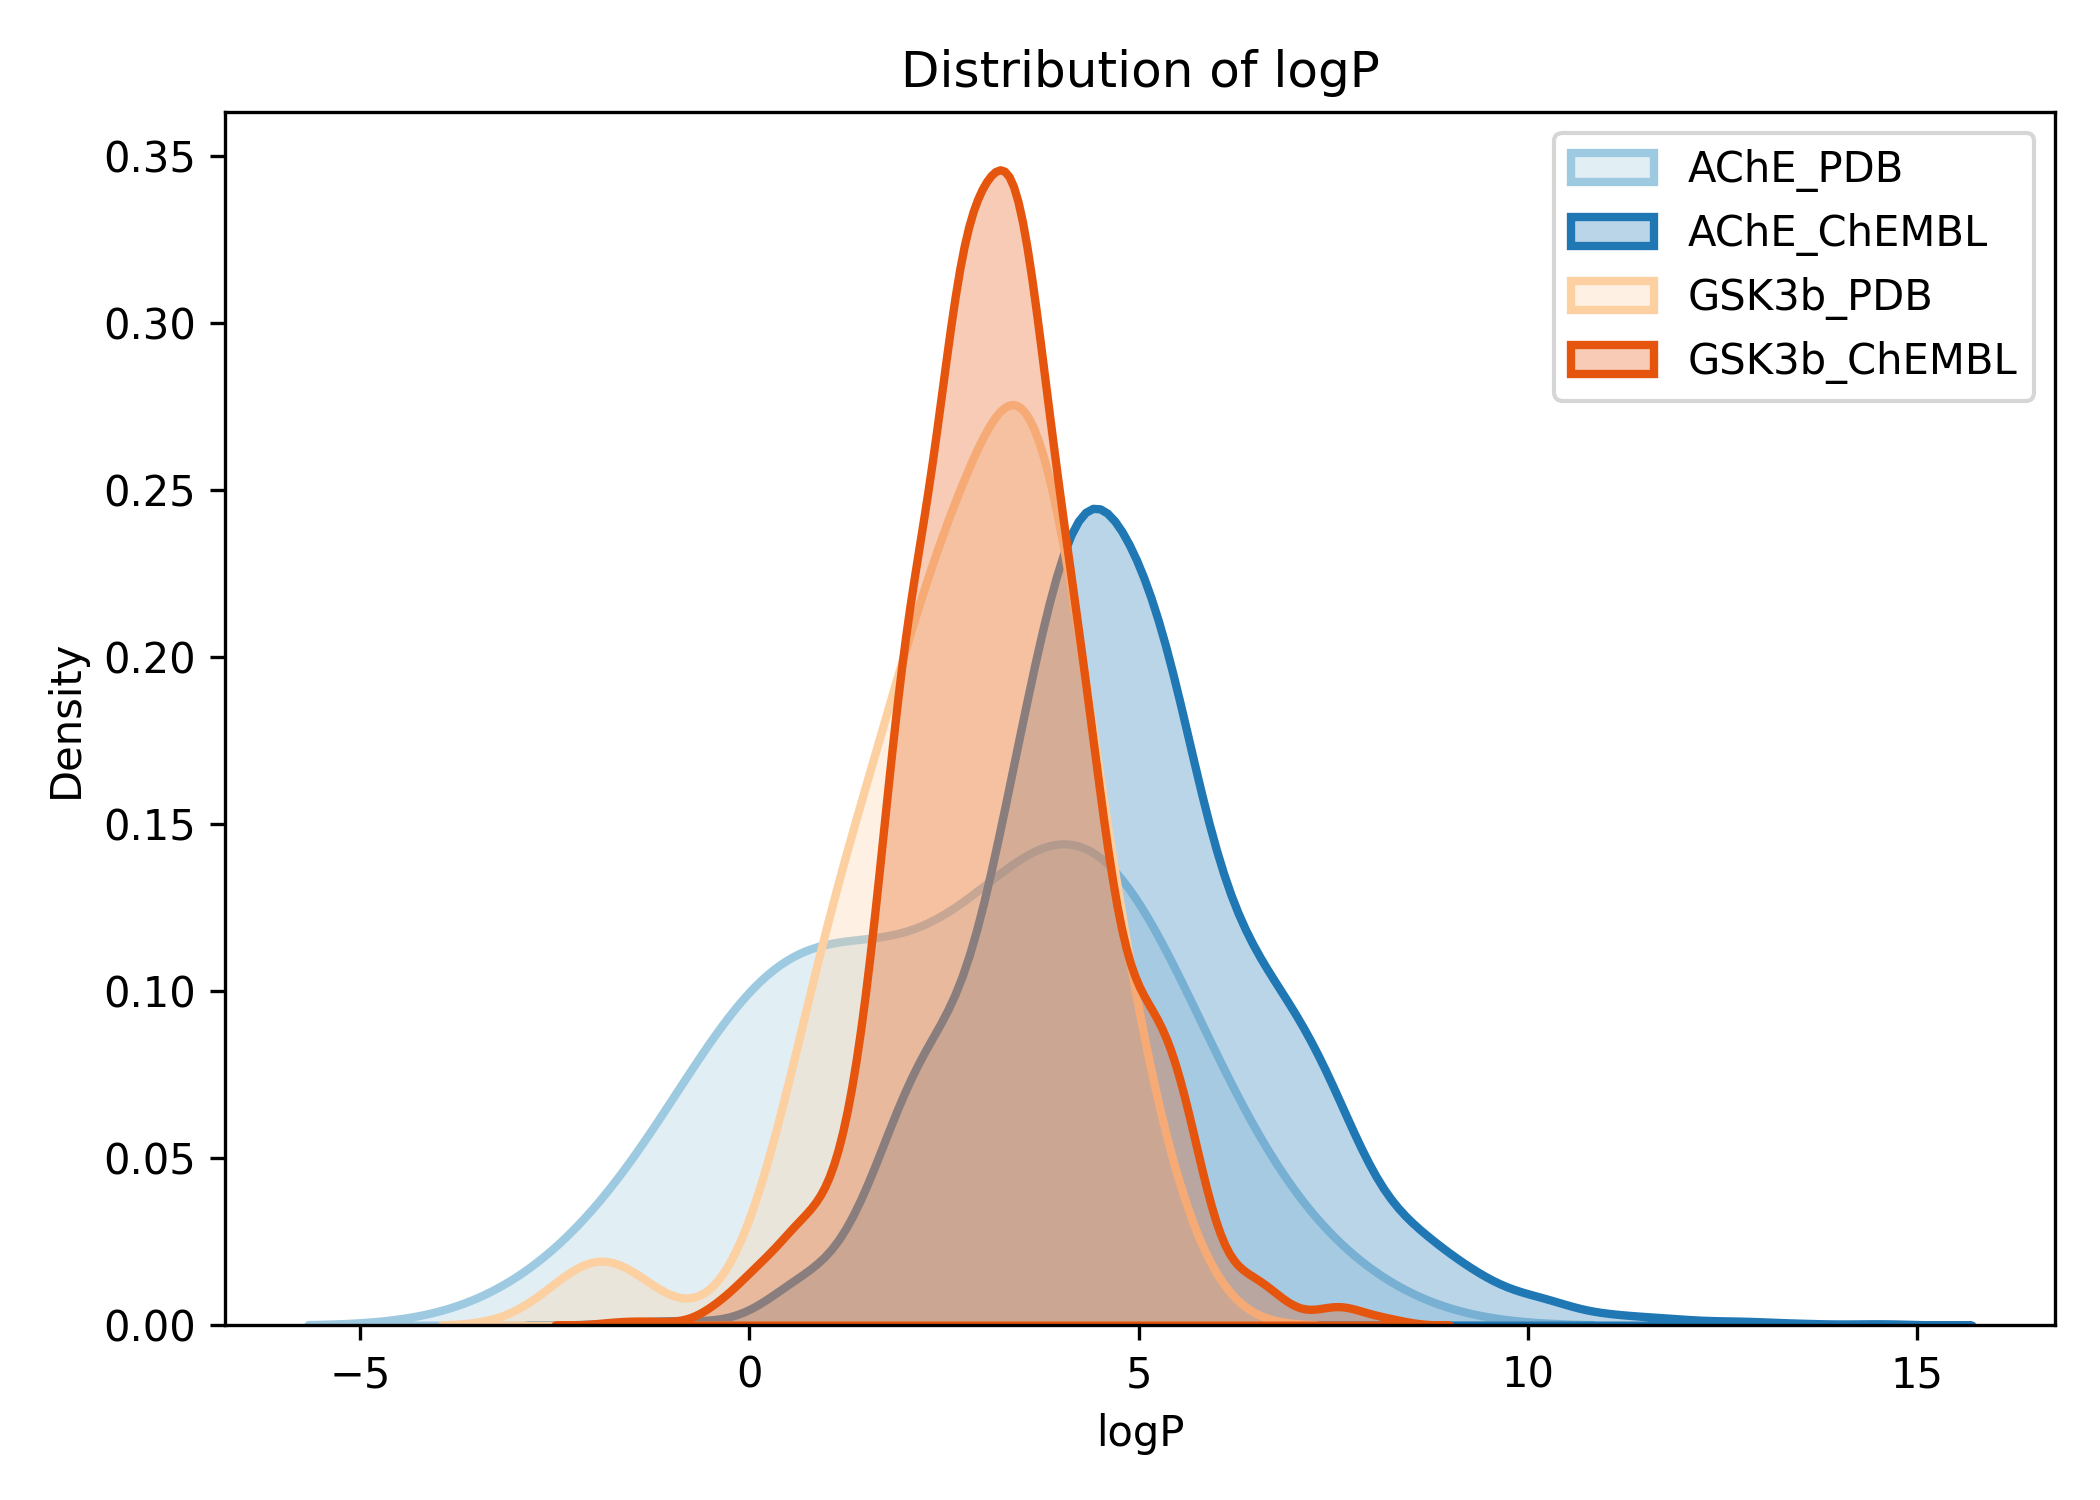 Distribution of logP
AChE_PDB
AChE_ChEMBL
GSK3b_PDB
GSK3b_ChEMBL
Density
0.35
0.30
0.25
0.20
0.15
0.10
0.05
0.00
−5 0 5 10 15
logP